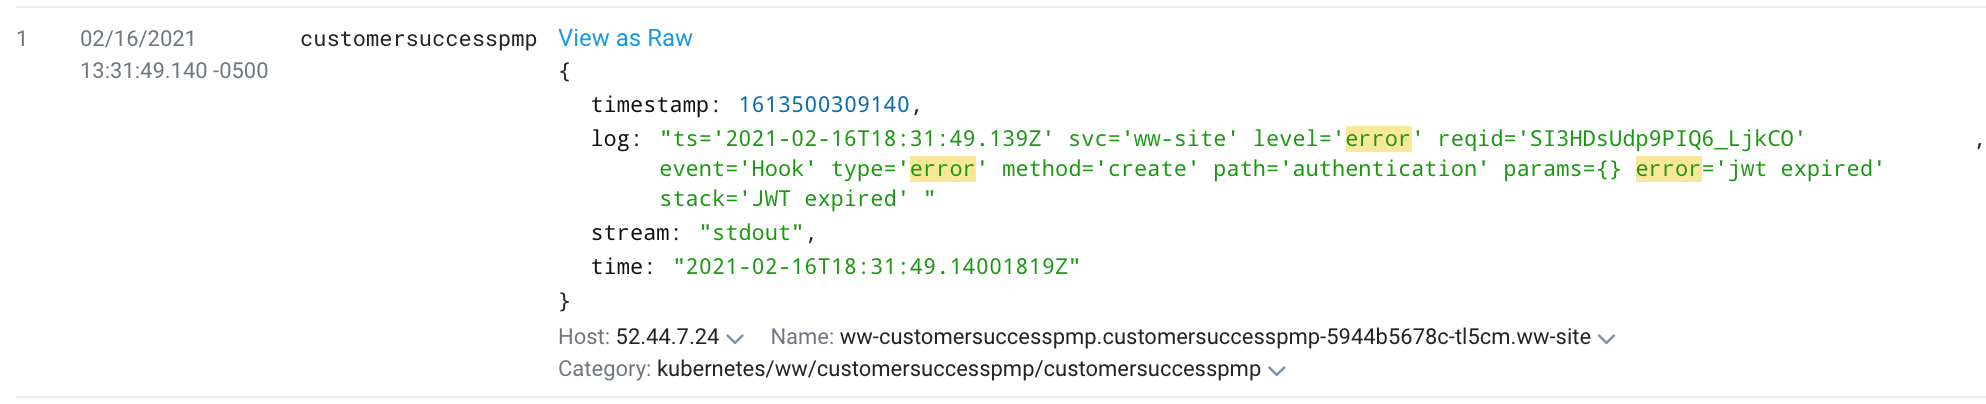 1 02/16/2021 13:31:49.140 -0500 customersuccesspmp View as Raw
{
timestamp: 1613500309140,
log: "ts='2021-02-16T18:31:49.139Z' svc='ww-site' level='error' reqid='SI3HDsUdp9PIQ6_LjkCO'
event='Hook' type='error' method='create' path='authentication' params={} error='jwt expired'
stack='JWT expired' " ,
stream: "stdout",
time: "2021-02-16T18:31:49.14001819Z"
}
Host: 52.44.7.24 Name: ww-customersuccesspmp.customersuccesspmp-5944b5678c-tl5cm.ww-site
Category: kubernetes/ww/customersuccesspmp/customersuccesspmp